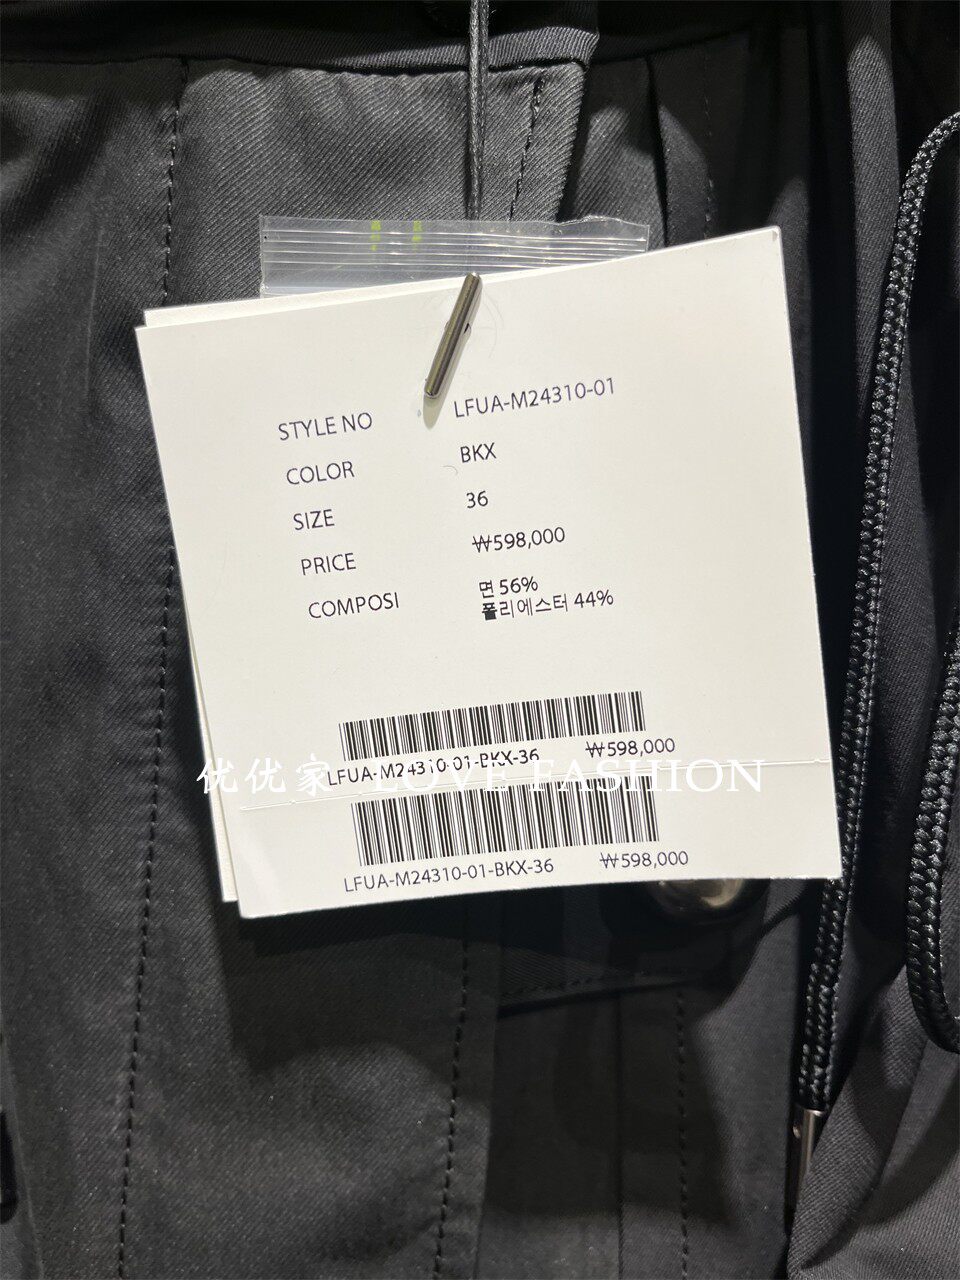 STYLE NO LFUA-M24310-01
COLOR BKX
SIZE 36
PRICE ₩598,000
COMPOSI 면 56%
폴리에스터 44%
LFUA-M24310-01-BKX-36 ₩598,000
优优家 LOVE FASHION
LFUA-M24310-01-BKX-36 ₩598,000